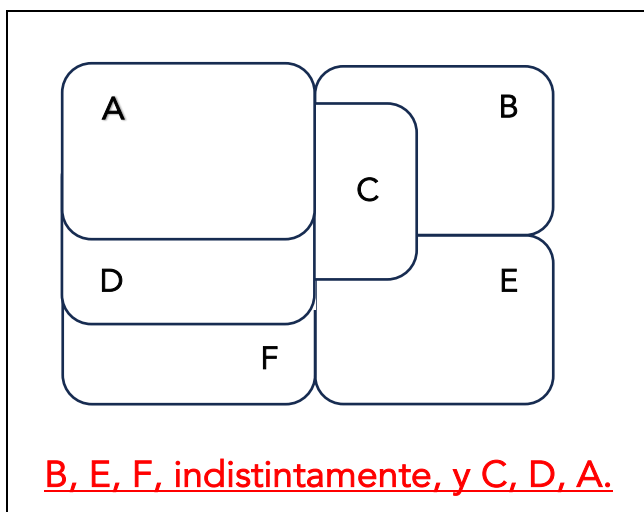 A
B
C
D
E
F
B, E, F, indistintamente, y C, D, A.